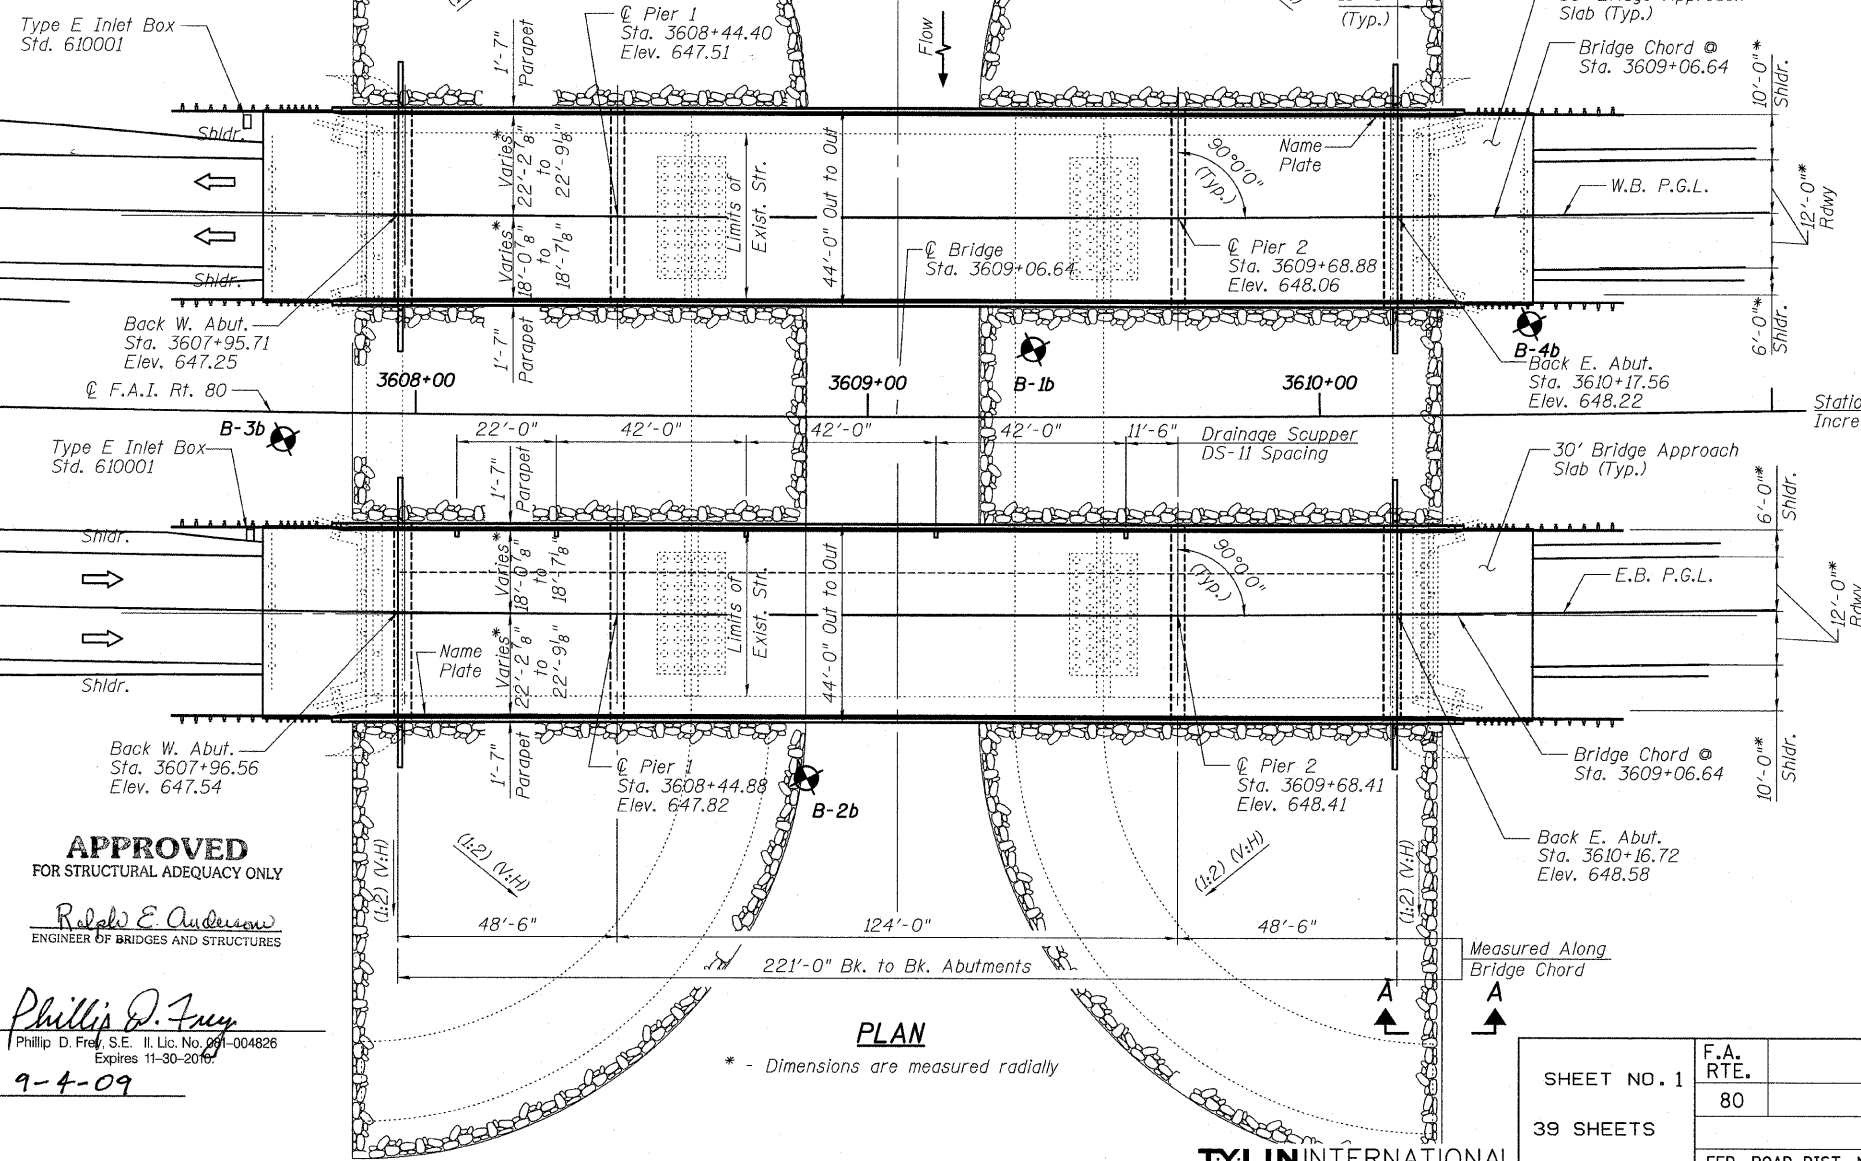 Type E Inlet Box
Std. 610001
1'-7"
Parapet
℄ Pier 1
Sta. 3608+44.40
Elev. 647.51
Flow
(Typ.)
Slab (Typ.)
Bridge Chord @
Sta. 3609+06.64
10'-0"*
Shldr.
Shldr.
Varies*
22'-2 7/8"
to
22'-9 1/8"
Varies*
18'-0 7/8"
to
18'-7 1/8"
Limits of
Exist. Str.
44'-0" Out to Out
90°0'0"
(Typ.)
Name
Plate
W.B. P.G.L.
12'-0"*
Rdwy
℄ Bridge
Sta. 3609+06.64
℄ Pier 2
Sta. 3609+68.88
Elev. 648.06
Shldr.
Back W. Abut.
Sta. 3607+95.71
Elev. 647.25
1'-7"
Parapet
B-1b
B-4b
Back E. Abut.
Sta. 3610+17.56
Elev. 648.22
6'-0"*
Shldr.
℄ F.A.I. Rt. 80
3608+00
3609+00
3610+00
B-3b
Type E Inlet Box
Std. 610001
22'-0"
42'-0"
42'-0"
42'-0"
11'-6"
Drainage Scupper
DS-11 Spacing
1'-7"
Parapet
30' Bridge Approach
Slab (Typ.)
6'-0"*
Shldr.
Shldr.
Varies*
18'-0 7/8"
to
18'-7 1/8"
Varies*
22'-2 7/8"
to
22'-9 1/8"
Limits of
Exist. Str.
44'-0" Out to Out
90°0'0"
(Typ.)
E.B. P.G.L.
12'-0"*
Rdwy
Name
Plate
Shldr.
Back W. Abut.
Sta. 3607+96.56
Elev. 647.54
1'-7"
Parapet
℄ Pier 1
Sta. 3608+44.88
Elev. 647.82
B-2b
℄ Pier 2
Sta. 3609+68.41
Elev. 648.41
Bridge Chord @
Sta. 3609+06.64
10'-0"*
Shldr.
Back E. Abut.
Sta. 3610+16.72
Elev. 648.58
(1:2) (V:H)
(1:2) (V:H)
(1:2) (V:H)
(1:2) (V:H)
48'-6"
124'-0"
48'-6"
221'-0" Bk. to Bk. Abutments
Measured Along
Bridge Chord
A
A
APPROVED
FOR STRUCTURAL ADEQUACY ONLY
Ralph E. Anderson
ENGINEER OF BRIDGES AND STRUCTURES
Phillip D. Frey
Phillip D. Frey, S.E. Il. Lic. No. 081-004826
Expires 11-30-2010.
9-4-09
PLAN
* - Dimensions are measured radially
SHEET NO. 1
39 SHEETS
F.A.
RTE.
80
TYLIN INTERNATIONAL